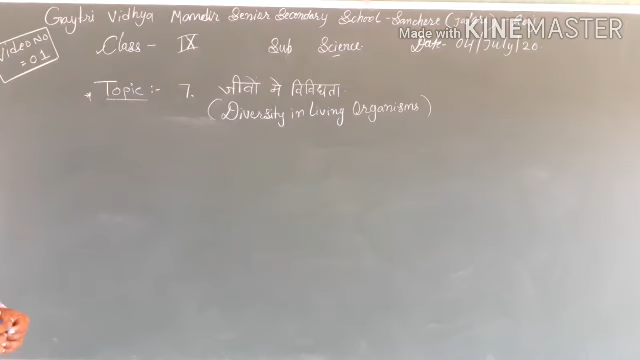 Gaytri Vidhya Mandir Senior Secondary School - Sanchore
Made with KINEMASTER
Video No = 01
Class - IX Sub Science Date - 04/July/20
* Topic :- 7. जीवों मे विविधता
(Diversity in Living Organisms)